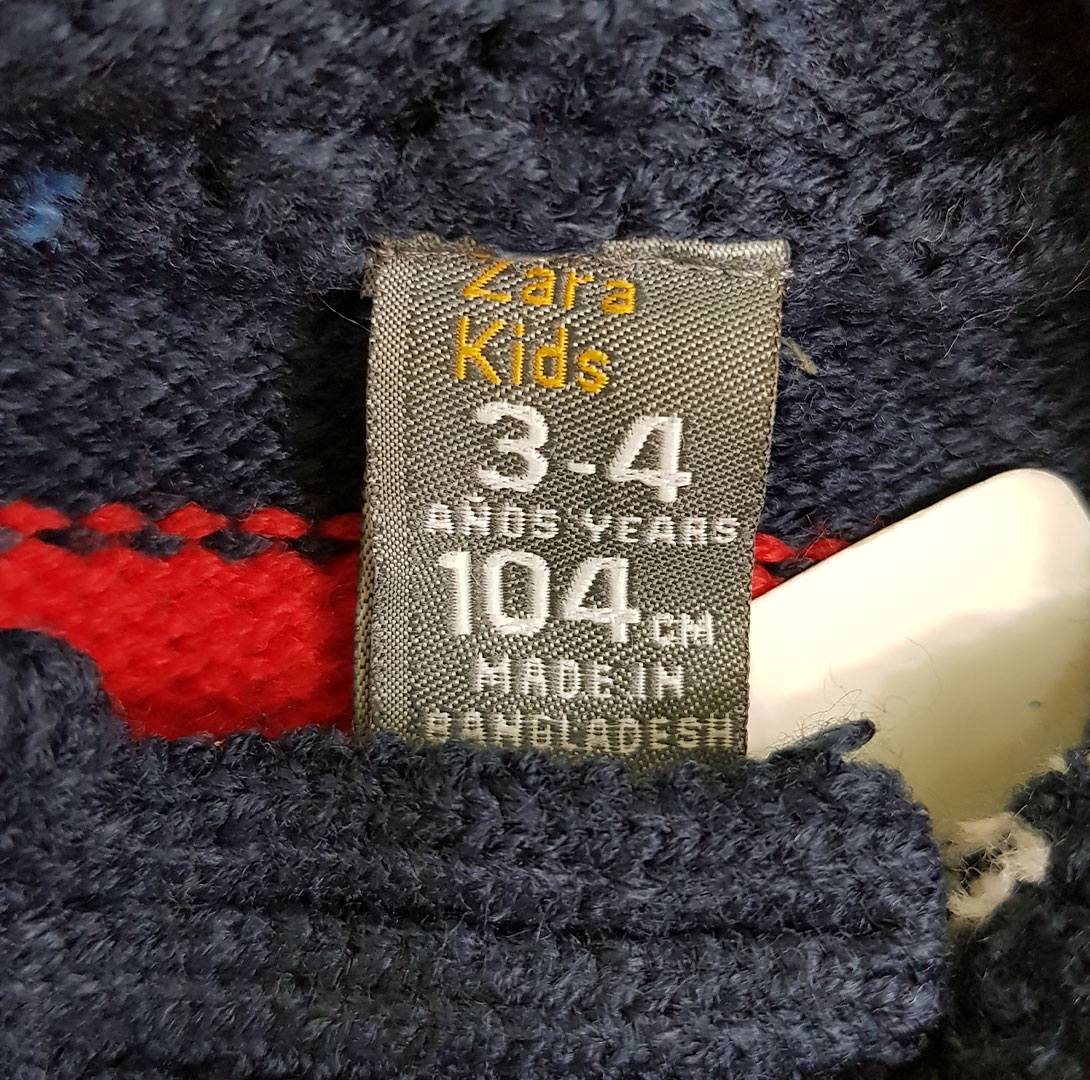 Zara
Kids
3-4
AÑOS YEARS
104 CM
MADE IN
BANGLADESH